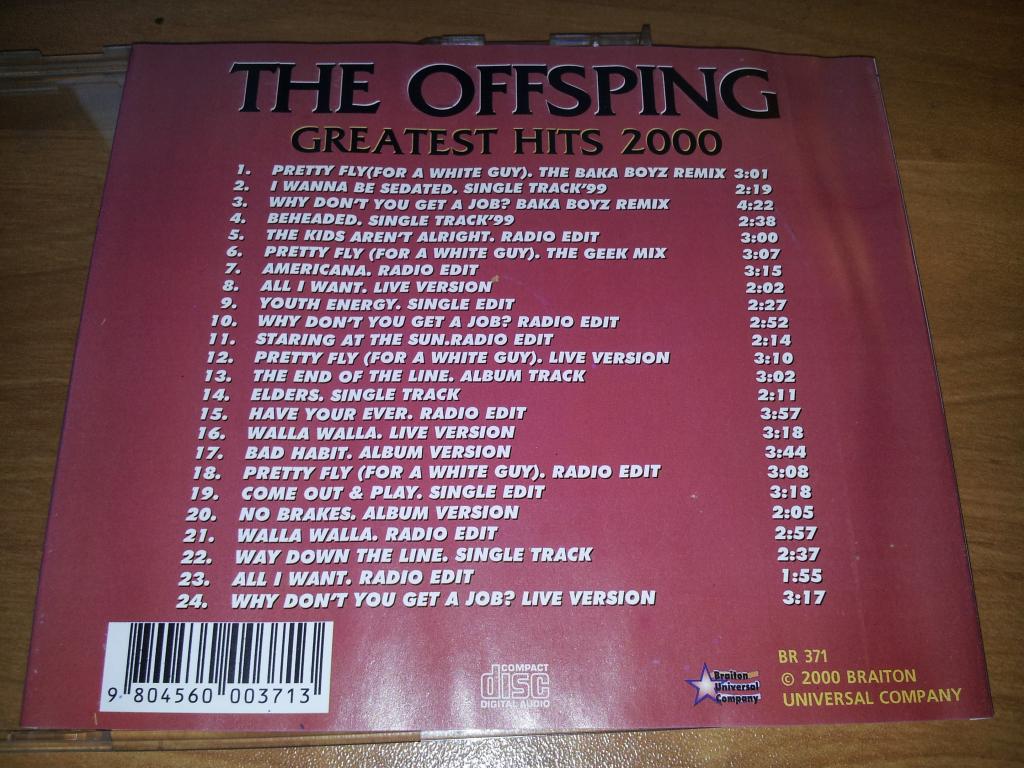 THE OFFSPING
GREATEST HITS 2000
1. PRETTY FLY(FOR A WHITE GUY). THE BAKA BOYZ REMIX 3:01
2. I WANNA BE SEDATED. SINGLE TRACK'99 2:19
3. WHY DON'T YOU GET A JOB? BAKA BOYZ REMIX 4:22
4. BEHEADED. SINGLE TRACK'99 2:38
5. THE KIDS AREN'T ALRIGHT. RADIO EDIT 3:00
6. PRETTY FLY (FOR A WHITE GUY). THE GEEK MIX 3:07
7. AMERICANA. RADIO EDIT 3:15
8. ALL I WANT. LIVE VERSION 2:02
9. YOUTH ENERGY. SINGLE EDIT 2:27
10. WHY DON'T YOU GET A JOB? RADIO EDIT 2:52
11. STARING AT THE SUN.RADIO EDIT 2:14
12. PRETTY FLY (FOR A WHITE GUY). LIVE VERSION 3:10
13. THE END OF THE LINE. ALBUM TRACK 3:02
14. ELDERS. SINGLE TRACK 2:11
15. HAVE YOUR EVER. RADIO EDIT 3:57
16. WALLA WALLA. LIVE VERSION 3:18
17. BAD HABIT. ALBUM VERSION 3:44
18. PRETTY FLY (FOR A WHITE GUY). RADIO EDIT 3:08
19. COME OUT & PLAY. SINGLE EDIT 3:18
20. NO BRAKES. ALBUM VERSION 2:05
21. WALLA WALLA. RADIO EDIT 2:57
22. WAY DOWN THE LINE. SINGLE TRACK 2:37
23. ALL I WANT. RADIO EDIT 1:55
24. WHY DON'T YOU GET A JOB? LIVE VERSION 3:17
9 804560 003713
COMPACT
disc
DIGITAL AUDIO
Braiton
Universal
Company
BR 371
© 2000 BRAITON
UNIVERSAL COMPANY